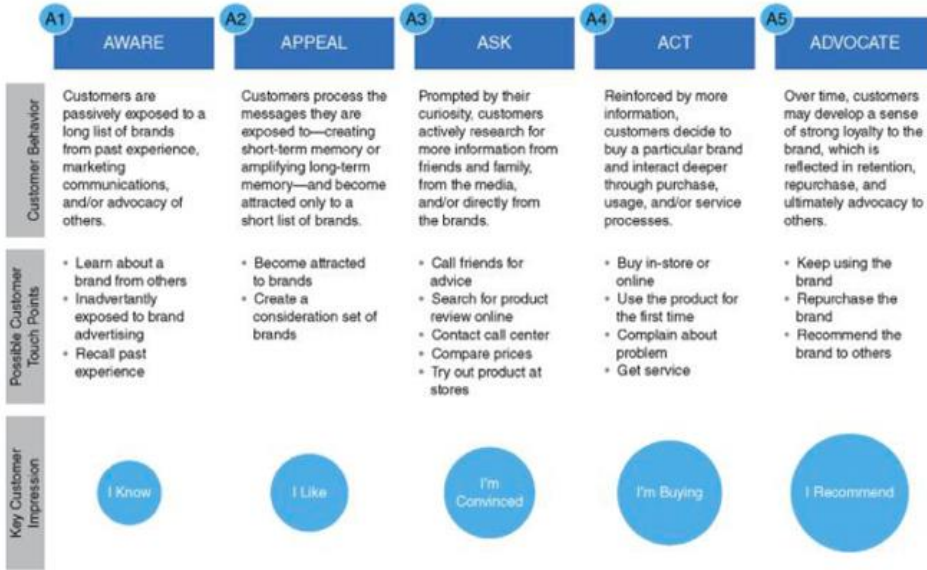 A1
AWARE
A2
APPEAL
A3
ASK
A4
ACT
A5
ADVOCATE
Customer Behavior
Customers are
passively exposed to a
long list of brands
from past experience,
marketing
communications,
and/or advocacy of
others.
Customers process the
messages they are
exposed to—creating
short-term memory or
amplifying long-term
memory—and become
attracted only to a
short list of brands.
Prompted by their
curiosity, customers
actively research for
more information from
friends and family,
from the media,
and/or directly from
the brands.
Reinforced by more
information,
customers decide to
buy a particular brand
and interact deeper
through purchase,
usage, and/or service
processes.
Over time, customers
may develop a sense
of strong loyalty to the
brand, which is
reflected in retention,
repurchase, and
ultimately advocacy to
others.
Possible Customer
Touch Points
• Learn about a
brand from others
• Inadvertently
exposed to brand
advertising
• Recall past
experience
• Become attracted
to brands
• Create a
consideration set of
brands
• Call friends for
advice
• Search for product
review online
• Contact call center
• Compare prices
• Try out product at
stores
• Buy in-store or
online
• Use the product for
the first time
• Complain about
problem
• Get service
• Keep using the
brand
• Repurchase the
brand
• Recommend the
brand to others
Key Customer
Impression
I Know
I Like
I'm
Convinced
I'm Buying
I Recommend